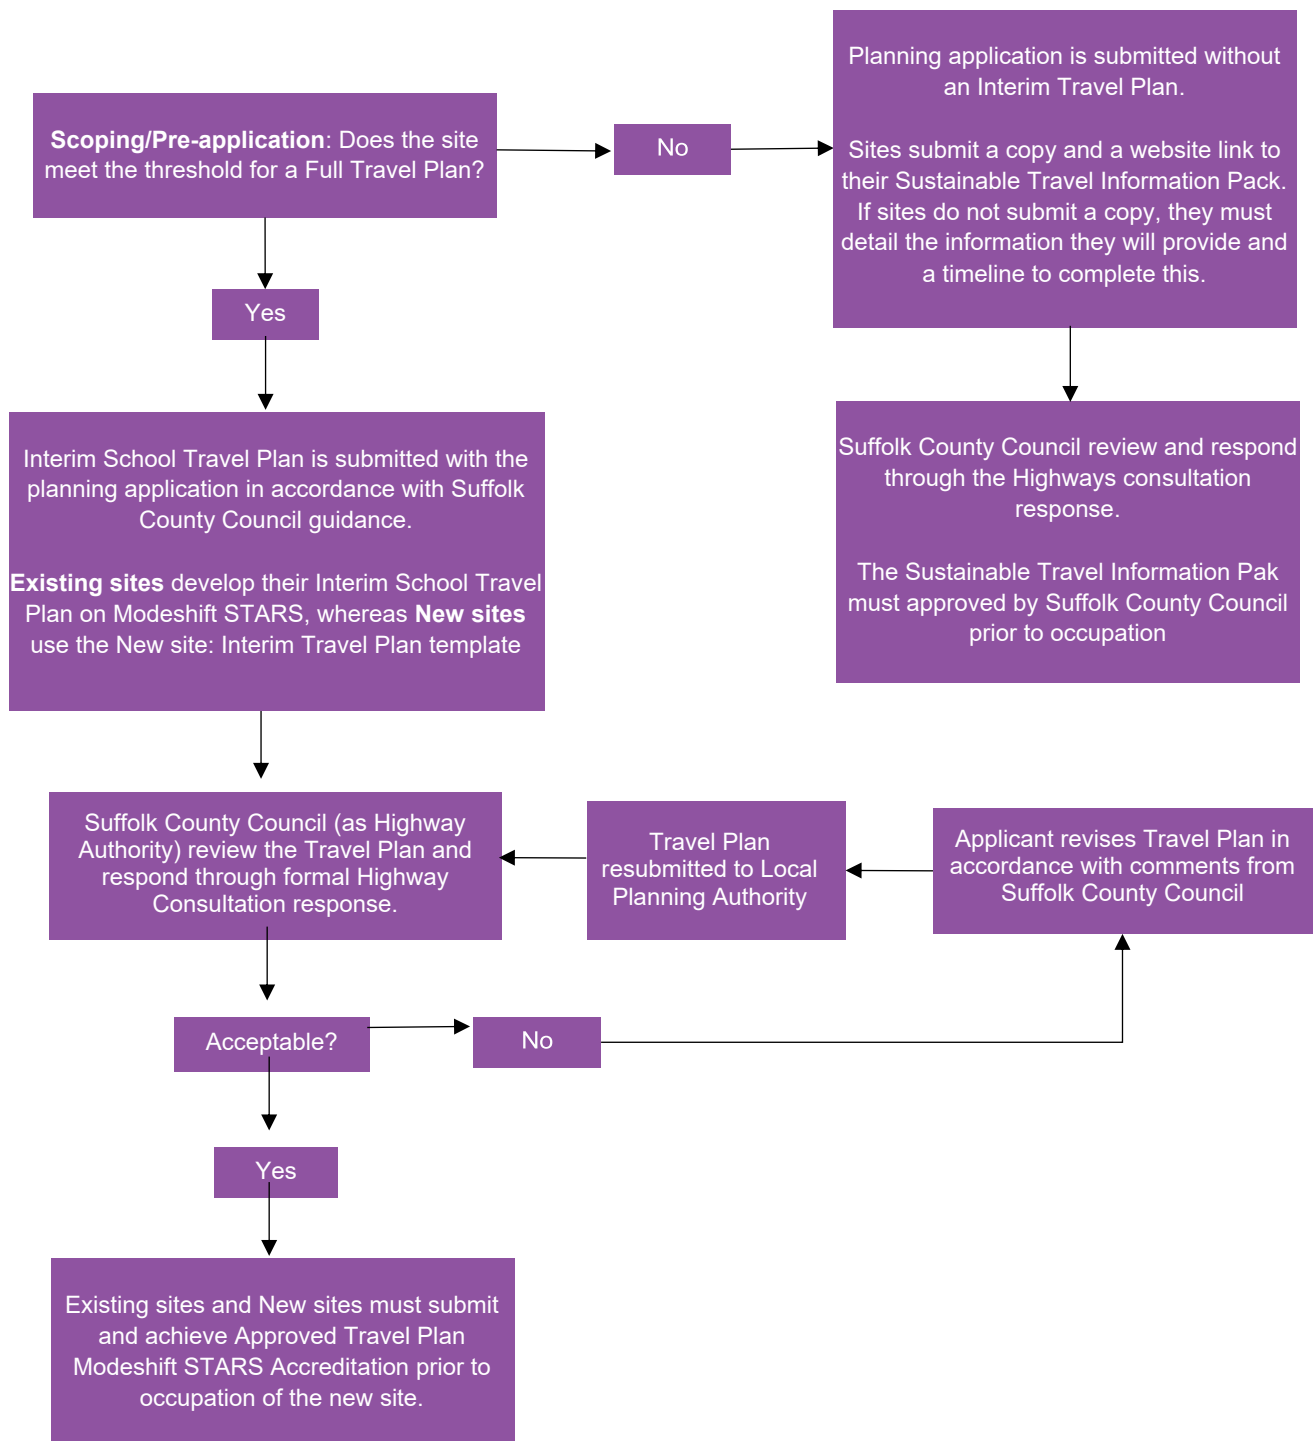 Scoping/Pre-application: Does the site
meet the threshold for a Full Travel Plan?
No
Planning application is submitted without
an Interim Travel Plan.
Sites submit a copy and a website link to
their Sustainable Travel Information Pack.
If sites do not submit a copy, they must
detail the information they will provide and
a timeline to complete this.
Yes
Suffolk County Council review and respond
through the Highways consultation
response.
The Sustainable Travel Information Pak
must approved by Suffolk County Council
prior to occupation
Interim School Travel Plan is submitted with the
planning application in accordance with Suffolk
County Council guidance.
Existing sites develop their Interim School Travel
Plan on Modeshift STARS, whereas New sites
use the New site: Interim Travel Plan template
Suffolk County Council (as Highway
Authority) review the Travel Plan and
respond through formal Highway
Consultation response.
Travel Plan
resubmitted to Local
Planning Authority
Applicant revises Travel Plan in
accordance with comments from
Suffolk County Council
Acceptable?
No
Yes
Existing sites and New sites must submit
and achieve Approved Travel Plan
Modeshift STARS Accreditation prior to
occupation of the new site.